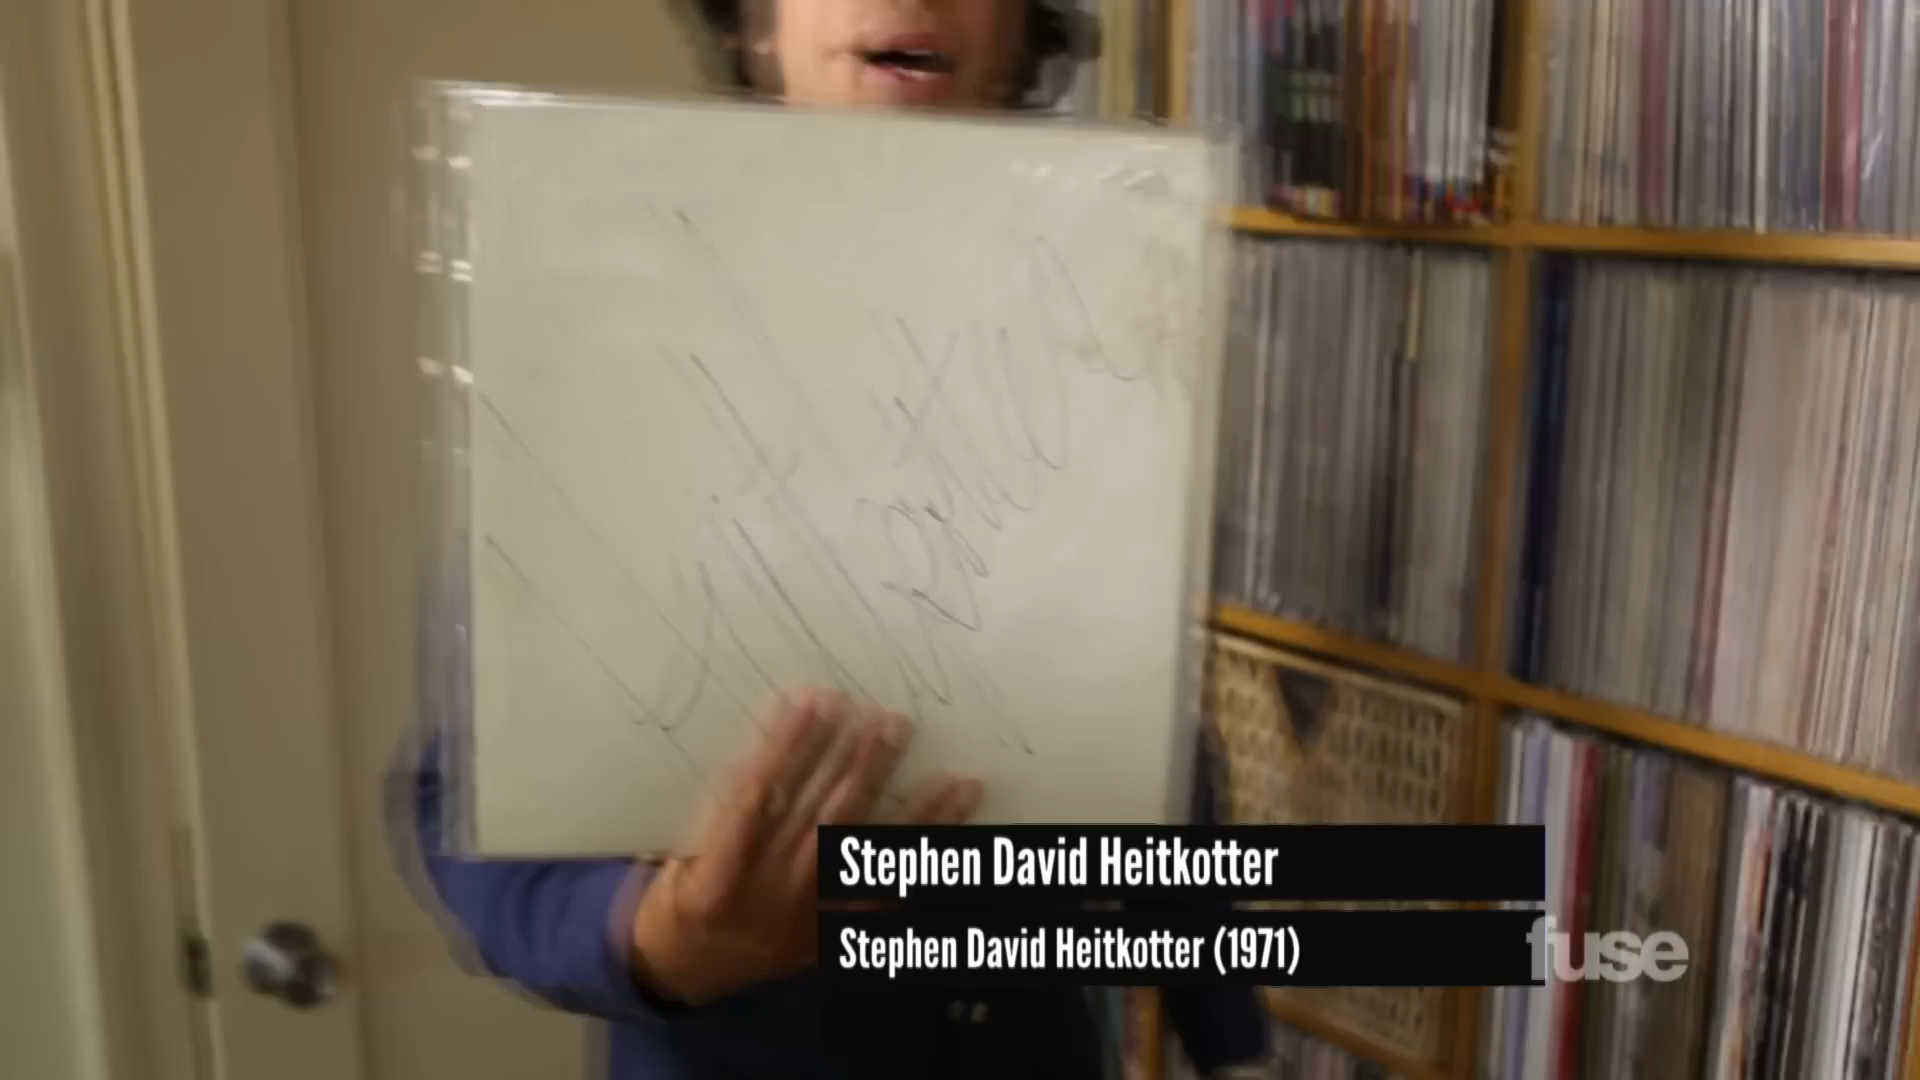 Stephen David Heitkotter
Stephen David Heitkotter (1971)
fuse